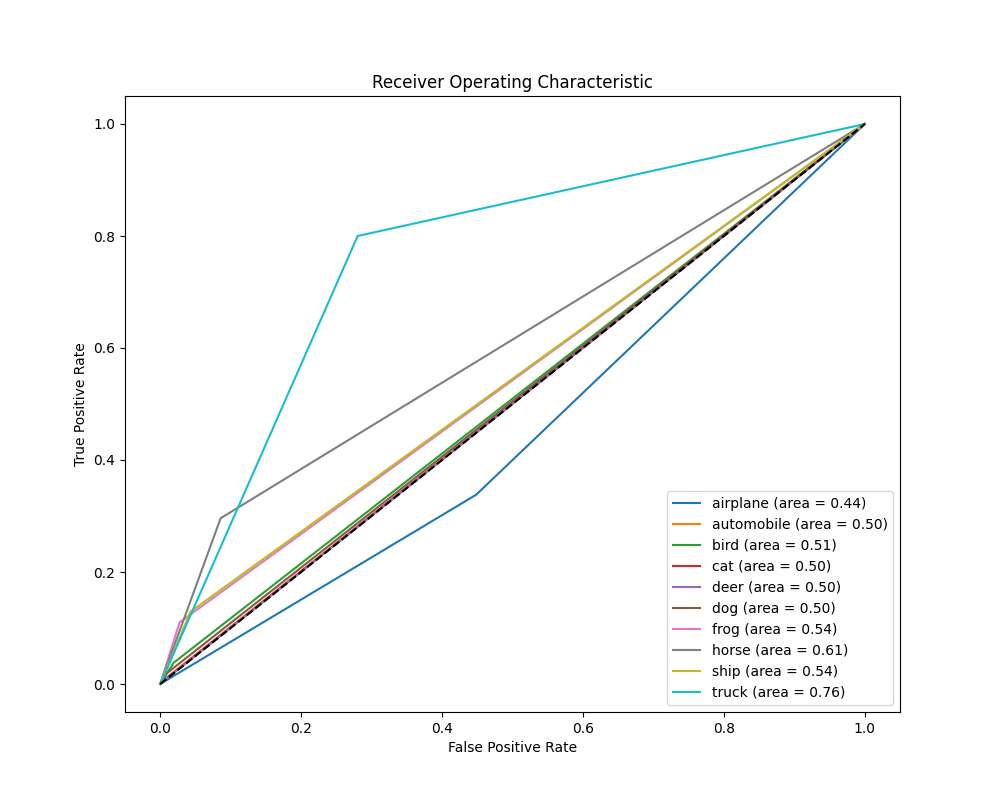 Receiver Operating Characteristic
True Positive Rate
1.0
0.8
0.6
0.4
0.2
0.0
airplane (area = 0.44)
automobile (area = 0.50)
bird (area = 0.51)
cat (area = 0.50)
deer (area = 0.50)
dog (area = 0.50)
frog (area = 0.54)
horse (area = 0.61)
ship (area = 0.54)
truck (area = 0.76)
0.0 0.2 0.4 0.6 0.8 1.0
False Positive Rate